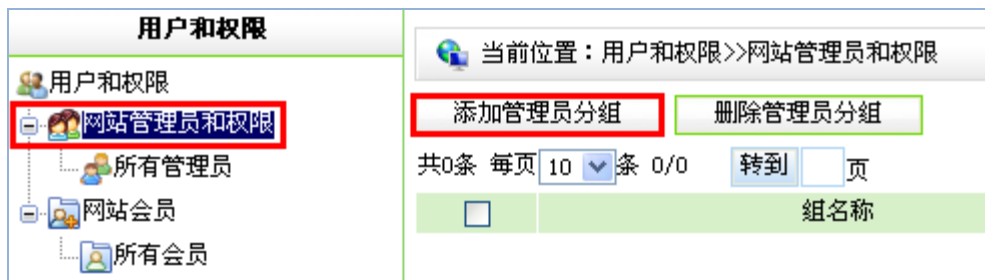 用户和权限
用户和权限
网站管理员和权限
所有管理员
网站会员
所有会员
当前位置：用户和权限>>网站管理员和权限
添加管理员分组 删除管理员分组
共0条 每页 10 条 0/0 转到 页
组名称